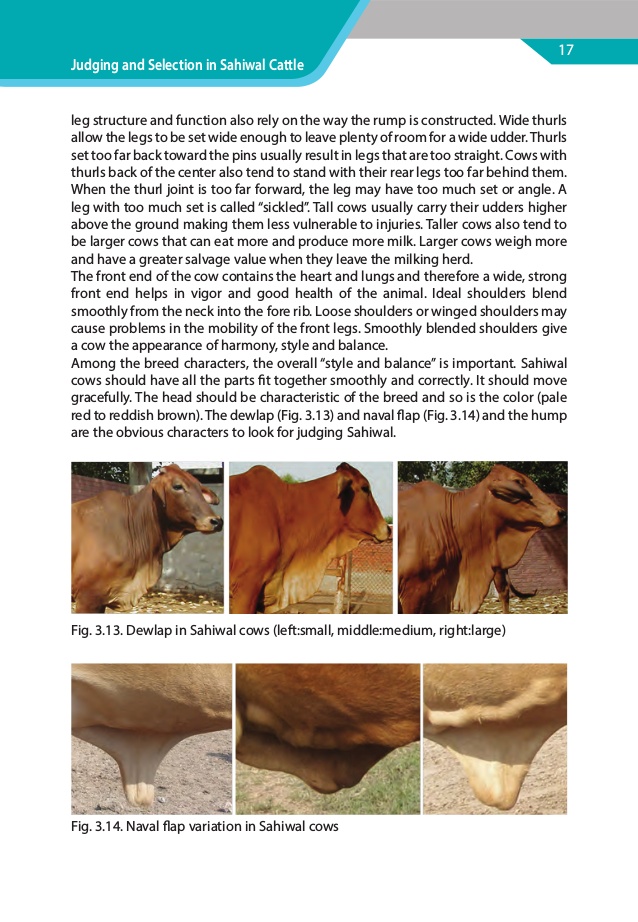 17
Judging and Selection in Sahiwal Cattle
leg structure and function also rely on the way the rump is constructed. Wide thurls
allow the legs to be set wide enough to leave plenty of room for a wide udder. Thurls
set too far back toward the pins usually result in legs that are too straight. Cows with
thurls back of the center also tend to stand with their rear legs too far behind them.
When the thurl joint is too far forward, the leg may have too much set or angle. A
leg with too much set is called “sickled”. Tall cows usually carry their udders higher
above the ground making them less vulnerable to injuries. Taller cows also tend to
be larger cows that can eat more and produce more milk. Larger cows weigh more
and have a greater salvage value when they leave the milking herd.
The front end of the cow contains the heart and lungs and therefore a wide, strong
front end helps in vigor and good health of the animal. Ideal shoulders blend
smoothly from the neck into the fore rib. Loose shoulders or winged shoulders may
cause problems in the mobility of the front legs. Smoothly blended shoulders give
a cow the appearance of harmony, style and balance.
Among the breed characters, the overall “style and balance” is important. Sahiwal
cows should have all the parts fit together smoothly and correctly. It should move
gracefully. The head should be characteristic of the breed and so is the color (pale
red to reddish brown). The dewlap (Fig. 3.13) and naval flap (Fig. 3.14) and the hump
are the obvious characters to look for judging Sahiwal.
Fig. 3.13. Dewlap in Sahiwal cows (left:small, middle:medium, right:large)
Fig. 3.14. Naval flap variation in Sahiwal cows